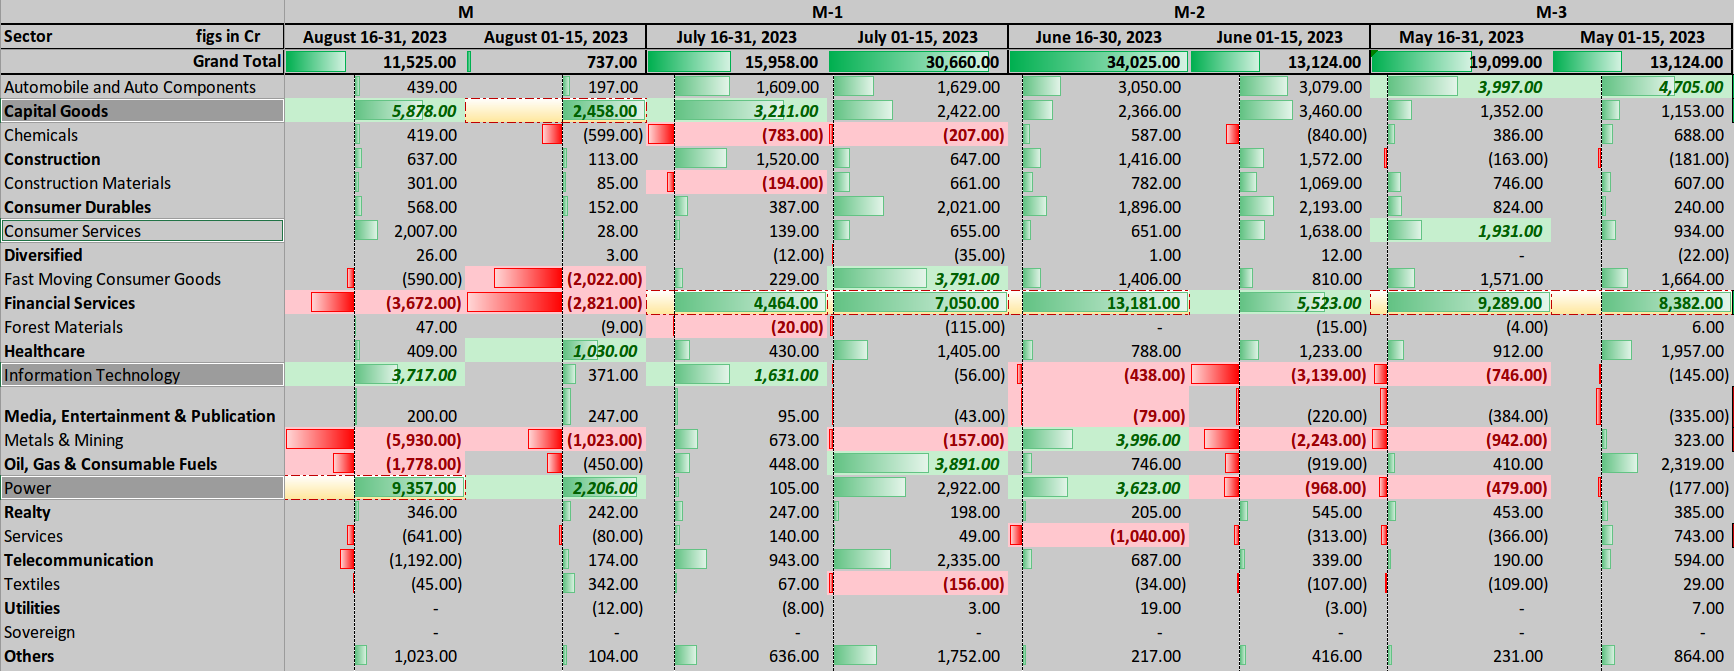 M M-1 M-2 M-3
Sector figs in Cr August 16-31, 2023 August 01-15, 2023 July 16-31, 2023 July 01-15, 2023 June 16-30, 2023 June 01-15, 2023 May 16-31, 2023 May 01-15, 2023
Grand Total 11,525.00 737.00 15,958.00 30,660.00 34,025.00 13,124.00 19,099.00 13,124.00
Automobile and Auto Components 439.00 197.00 1,609.00 1,629.00 3,050.00 3,079.00 3,997.00 4,705.00
Capital Goods 5,878.00 2,458.00 3,211.00 2,422.00 2,366.00 3,460.00 1,352.00 1,153.00
Chemicals 419.00 (599.00) (783.00) (207.00) 587.00 (840.00) 386.00 688.00
Construction 637.00 113.00 1,520.00 647.00 1,416.00 1,572.00 (163.00) (181.00)
Construction Materials 301.00 85.00 (194.00) 661.00 782.00 1,069.00 746.00 607.00
Consumer Durables 568.00 152.00 387.00 2,021.00 1,896.00 2,193.00 824.00 240.00
Consumer Services 2,007.00 28.00 139.00 655.00 651.00 1,638.00 1,931.00 934.00
Diversified 26.00 3.00 (12.00) (35.00) 1.00 12.00 - (22.00)
Fast Moving Consumer Goods (590.00) (2,022.00) 229.00 3,791.00 1,406.00 810.00 1,571.00 1,664.00
Financial Services (3,672.00) (2,821.00) 4,464.00 7,050.00 13,181.00 5,523.00 9,289.00 8,382.00
Forest Materials 47.00 (9.00) (20.00) (115.00) - (15.00) (4.00) 6.00
Healthcare 409.00 1,030.00 430.00 1,405.00 788.00 1,233.00 912.00 1,957.00
Information Technology 3,717.00 371.00 1,631.00 (56.00) (438.00) (3,139.00) (746.00) (145.00)
Media, Entertainment & Publication 200.00 247.00 95.00 (43.00) (79.00) (220.00) (384.00) (335.00)
Metals & Mining (5,930.00) (1,023.00) 673.00 (157.00) 3,996.00 (2,243.00) (942.00) 323.00
Oil, Gas & Consumable Fuels (1,778.00) (450.00) 448.00 3,891.00 746.00 (919.00) 410.00 2,319.00
Power 9,357.00 2,206.00 105.00 2,922.00 3,623.00 (968.00) (479.00) (177.00)
Realty 346.00 242.00 247.00 198.00 205.00 545.00 453.00 385.00
Services (641.00) (80.00) 140.00 49.00 (1,040.00) (313.00) (366.00) 743.00
Telecommunication (1,192.00) 174.00 943.00 2,335.00 687.00 339.00 190.00 594.00
Textiles (45.00) 342.00 67.00 (156.00) (34.00) (107.00) (109.00) 29.00
Utilities - (12.00) (8.00) 3.00 19.00 (3.00) - 7.00
Sovereign - - - - - - - -
Others 1,023.00 104.00 636.00 1,752.00 217.00 416.00 231.00 864.00